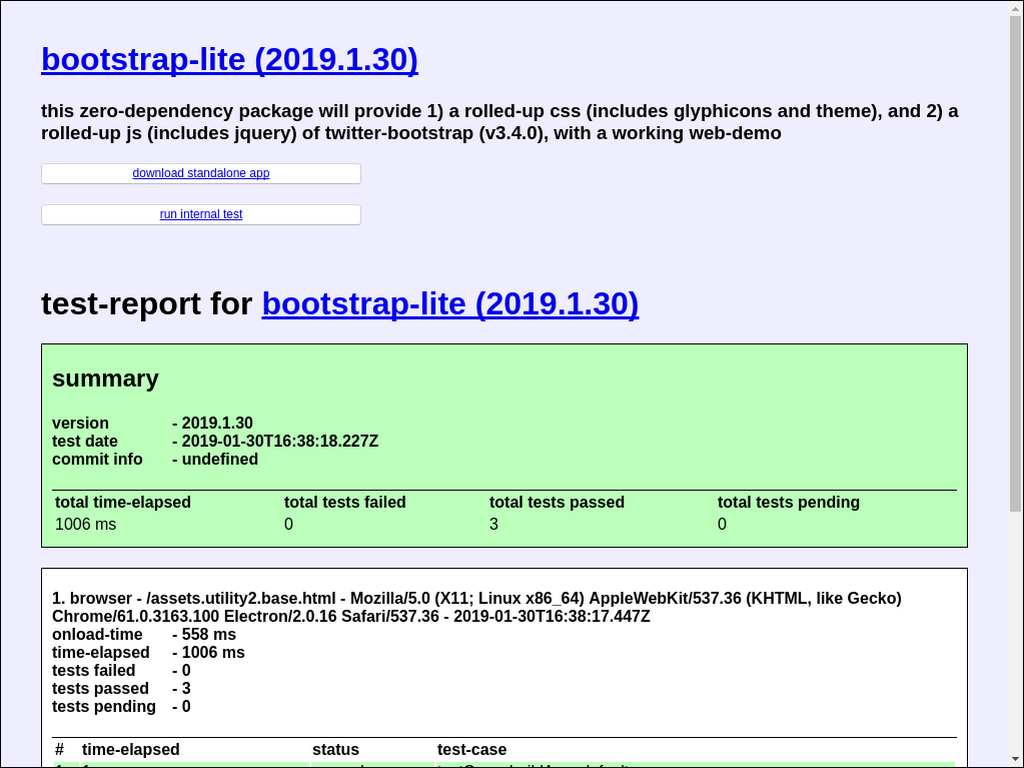 bootstrap-lite (2019.1.30)
this zero-dependency package will provide 1) a rolled-up css (includes glyphicons and theme), and 2) a
rolled-up js (includes jquery) of twitter-bootstrap (v3.4.0), with a working web-demo
download standalone app
run internal test
test-report for bootstrap-lite (2019.1.30)
summary
version - 2019.1.30
test date - 2019-01-30T16:38:18.227Z
commit info - undefined
total time-elapsed total tests failed total tests passed total tests pending
1006 ms 0 3 0
1. browser - /assets.utility2.base.html - Mozilla/5.0 (X11; Linux x86_64) AppleWebKit/537.36 (KHTML, like Gecko)
Chrome/61.0.3163.100 Electron/2.0.16 Safari/537.36 - 2019-01-30T16:38:17.447Z
onload-time - 558 ms
time-elapsed - 1006 ms
tests failed - 0
tests passed - 3
tests pending - 0
# time-elapsed status test-case